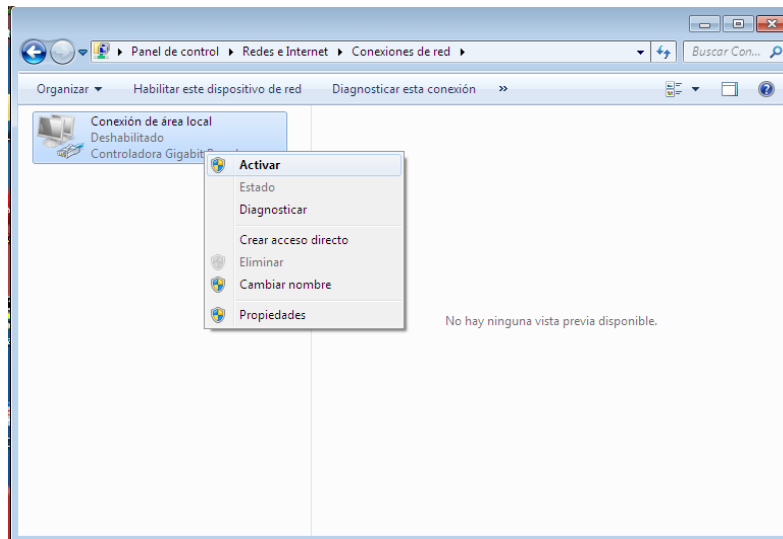 Panel de control Redes e Internet Conexiones de red
Buscar Con...
Organizar Habilitar este dispositivo de red Diagnosticar esta conexión »
Conexión de área local
Deshabilitado
Controladora Gigabit
Activar
Estado
Diagnosticar
Crear acceso directo
Eliminar
Cambiar nombre
Propiedades
No hay ninguna vista previa disponible.